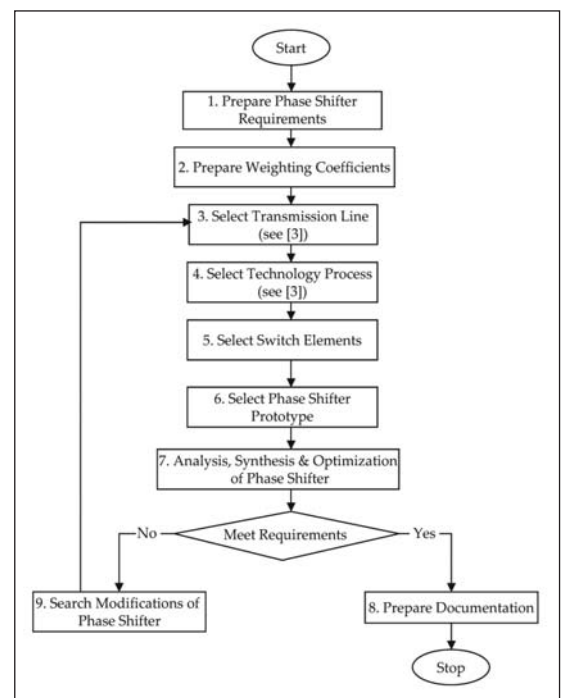 Start
1. Prepare Phase Shifter
Requirements
2. Prepare Weighting Coefficients
3. Select Transmission Line
(see [3])
4. Select Technology Process
(see [3])
5. Select Switch Elements
6. Select Phase Shifter
Prototype
7. Analysis, Synthesis & Optimization
of Phase Shifter
No
Meet Requirements
Yes
9. Search Modifications of
Phase Shifter
8. Prepare Documentation
Stop